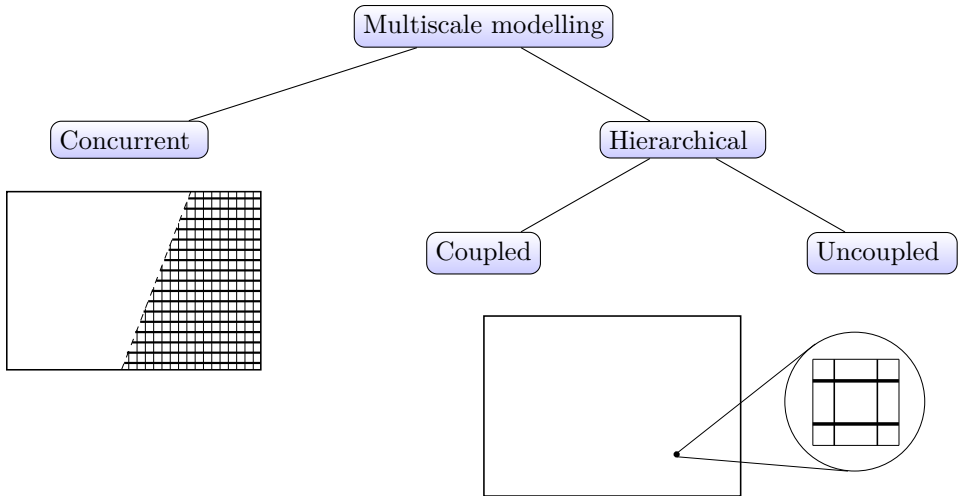 Multiscale modelling
Concurrent
Hierarchical
Coupled
Uncoupled